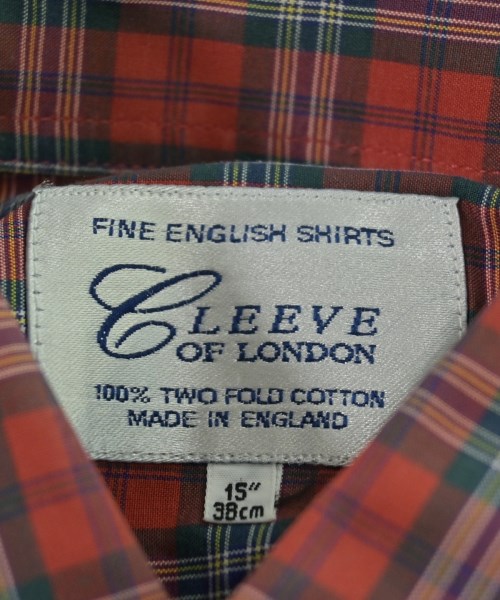 FINE ENGLISH SHIRTS
CLEEVE
OF LONDON
100% TWO FOLD COTTON
MADE IN ENGLAND
15"
38cm